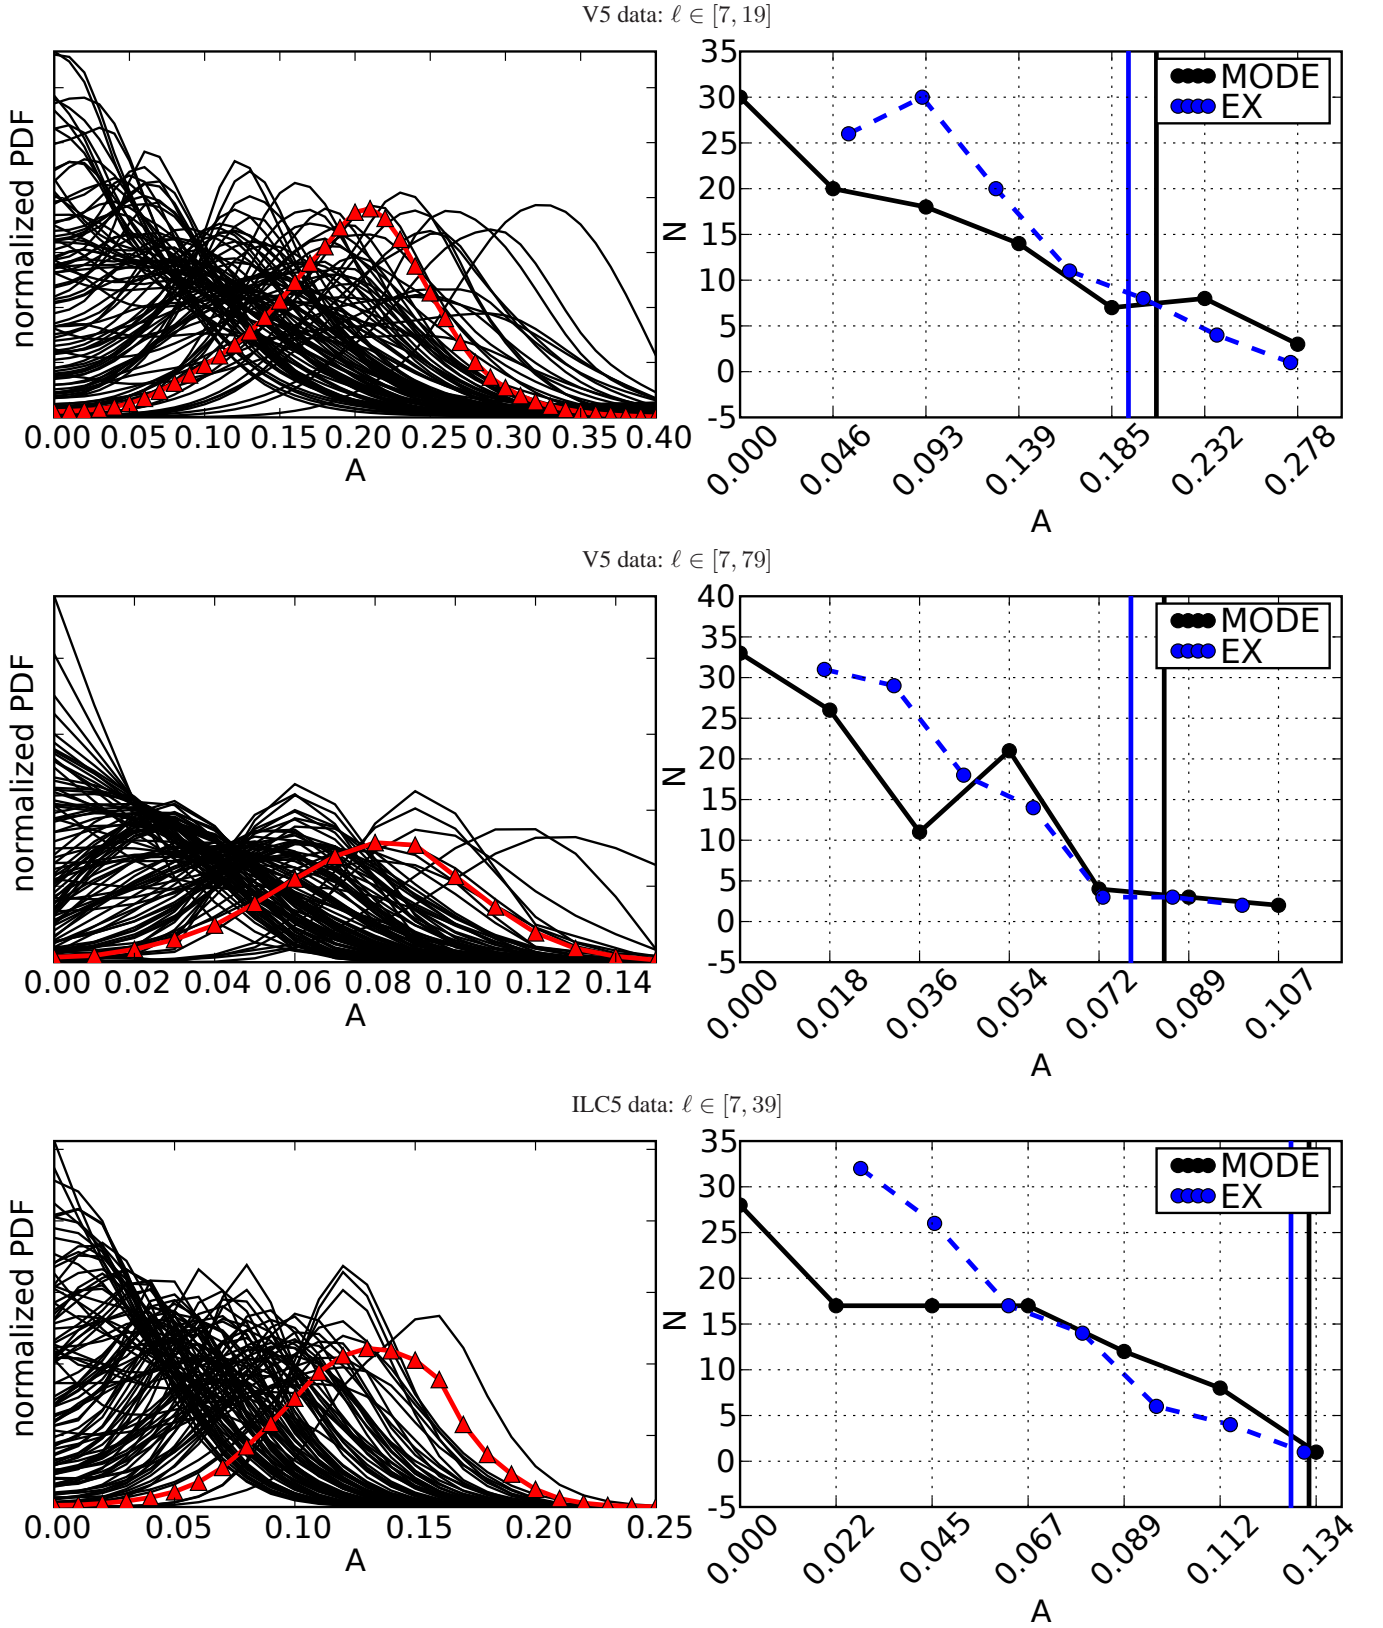 V5 data: ℓ ∈ [7, 19]
normalized PDF
0.00 0.05 0.10 0.15 0.20 0.25 0.30 0.35 0.40
A
N
35
30
25
20
15
10
5
0
-5
MODE
EX
0.000 0.046 0.093 0.139 0.185 0.232 0.278
A
V5 data: ℓ ∈ [7, 79]
normalized PDF
0.00 0.02 0.04 0.06 0.08 0.10 0.12 0.14
A
N
40
35
30
25
20
15
10
5
0
-5
MODE
EX
0.000 0.018 0.036 0.054 0.072 0.089 0.107
A
ILC5 data: ℓ ∈ [7, 39]
normalized PDF
0.00 0.05 0.10 0.15 0.20 0.25
A
N
35
30
25
20
15
10
5
0
-5
MODE
EX
0.000 0.022 0.045 0.067 0.089 0.112 0.134
A